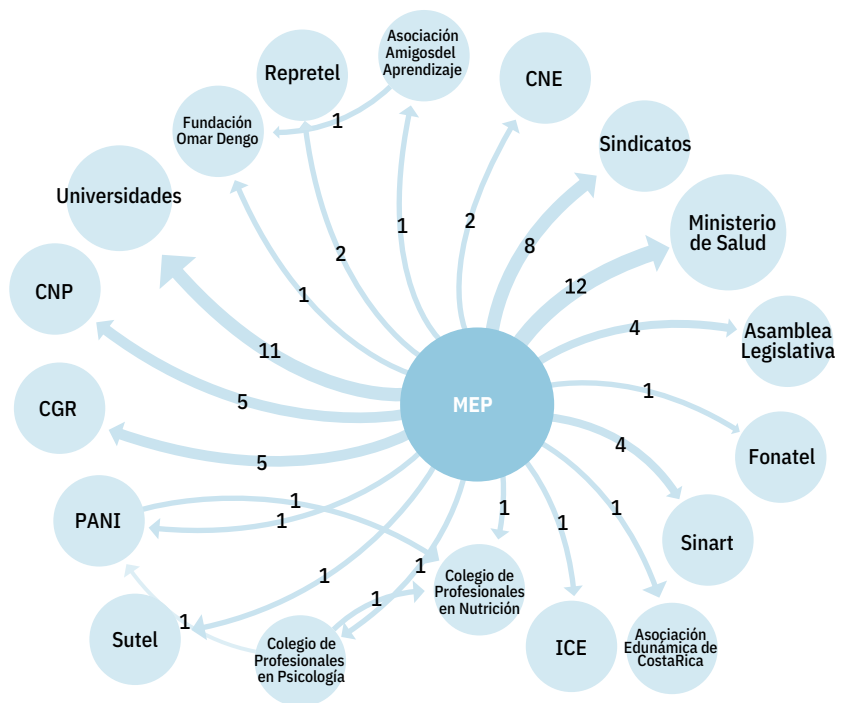 Asociación
Amigosdel
Aprendizaje
Repretel
CNE
Fundación
Omar Dengo
1
Sindicatos
Universidades
Ministerio
de Salud
1
2
8
2
CNP
12
1
4
Asamblea
Legislativa
11
1
5
MEP
CGR
4
Fonatel
5
1
1
1
PANI
1
1
Sinart
1
1
Colegio de
Profesionales
en Nutrición
1
1
Sutel
Colegio de
Profesionales
en Psicología
ICE
Asociación
Edunámica de
CostaRica